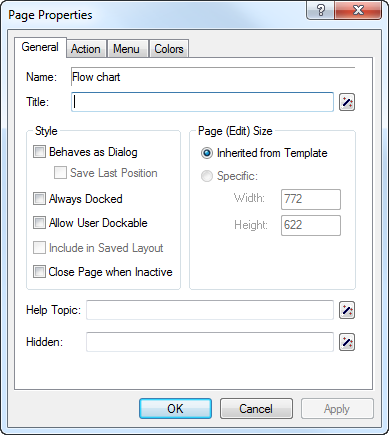 Page Properties
General Action Menu Colors
Name: Flow chart
Title:
Style
Behaves as Dialog
Save Last Position
Always Docked
Allow User Dockable
Include in Saved Layout
Close Page when Inactive
Page (Edit) Size
Inherited from Template
Specific:
Width: 772
Height: 622
Help Topic:
Hidden:
OK Cancel Apply